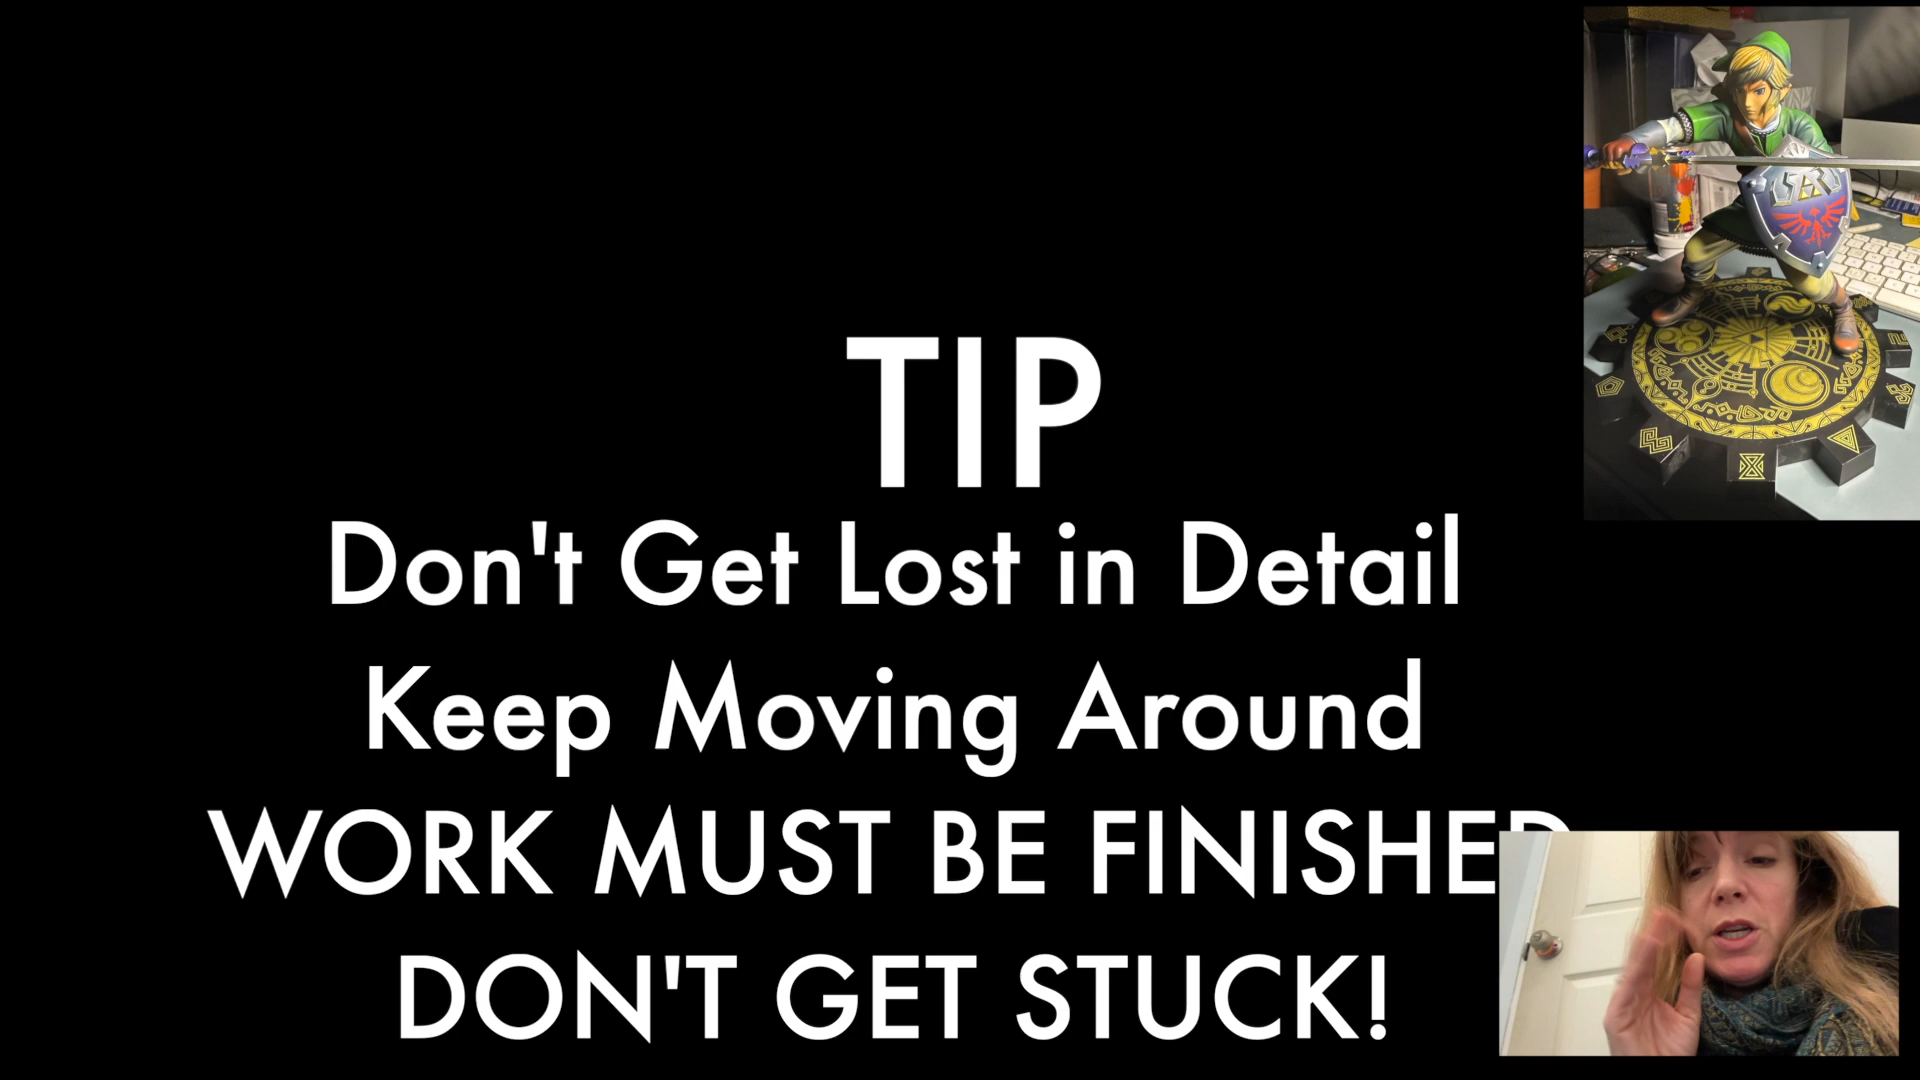 TIP
Don't Get Lost in Detail
Keep Moving Around
WORK MUST BE FINISHED
DON'T GET STUCK!